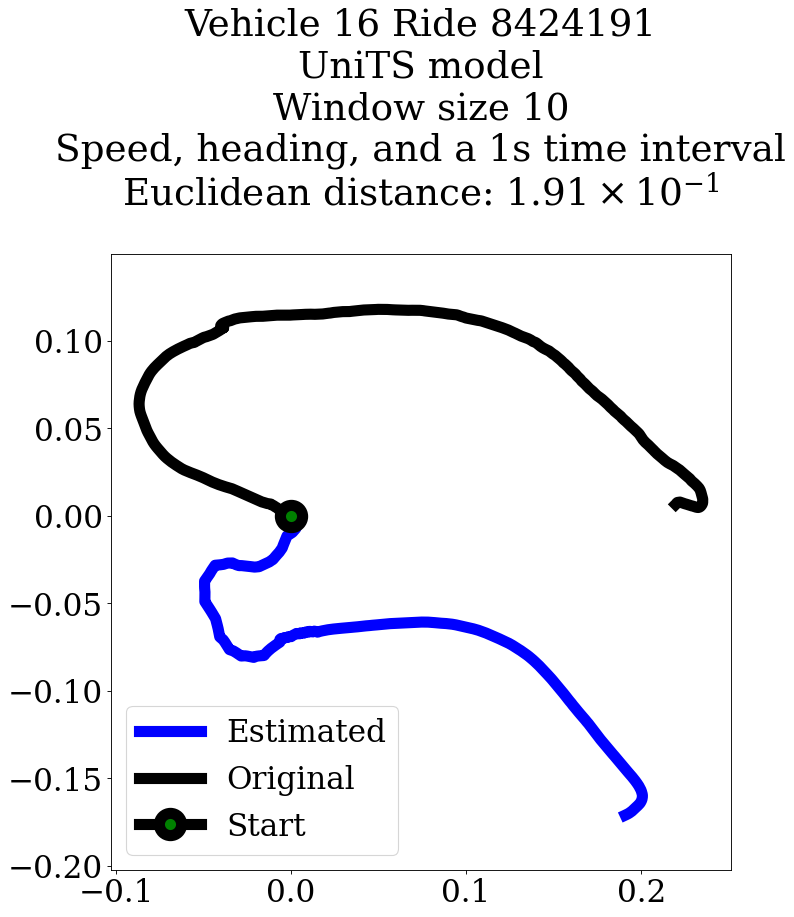 Vehicle 16 Ride 8424191
UniTS model
Window size 10
Speed, heading, and a 1s time interval
Euclidean distance: 1.91 × 10⁻¹
0.10
0.05
0.00
−0.05
−0.10
−0.15
−0.20
Estimated
Original
Start
−0.1
0.0
0.1
0.2